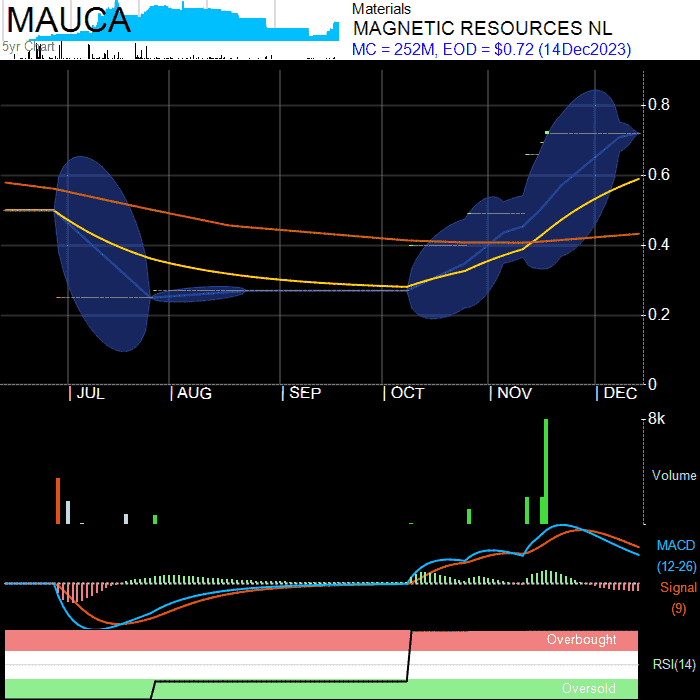 MAUCA
5yr Chart
Materials
MAGNETIC RESOURCES NL
MC = 252M, EOD = $0.72 (14Dec2023)
0.8
0.6
0.4
0.2
0
JUL
AUG
SEP
OCT
NOV
DEC
8k
Volume
MACD
(12-26)
Signal
(9)
Overbought
RSI(14)
Oversold